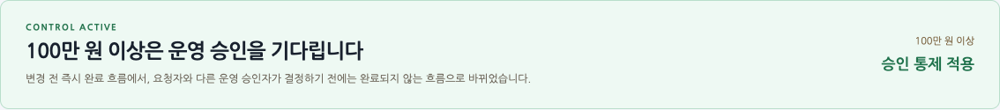 CONTROL ACTIVE
100만 원 이상은 운영 승인을 기다립니다
변경 전 즉시 완료 흐름에서, 요청자와 다른 운영 승인자가 결정하기 전에는 완료되지 않는 흐름으로 바뀌었습니다.
100만 원 이상
승인 통제 적용